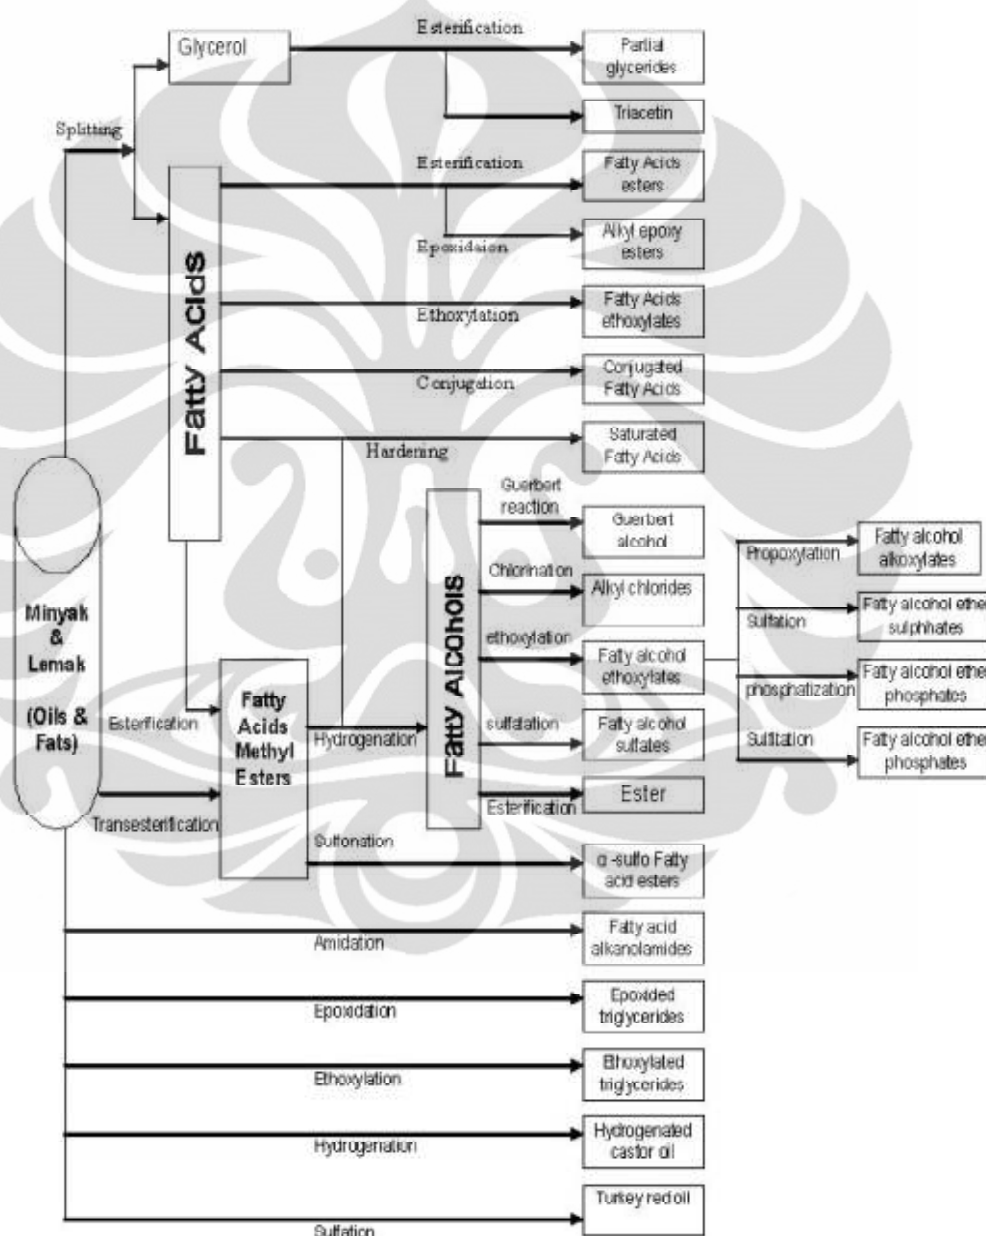 Esterification
Glycerol
Partial
glycerides
Triacetin
Splitting
Esterification
Fatty Acids
esters
Epoxidaion
Alkyl epoxy
esters
Fatty Acids
Ethoxylation
Fatty Acids
ethoxylates
Conjugation
Conjugated
Fatty Acids
Hardening
Saturated
Fatty Acids
Minyak
&
Lemak
(Oils &
Fats)
Esterification
Transesterification
Fatty
Acids
Methyl
Esters
Hydrogenation
Sulfonation
Fatty Alcohols
Guerbert
reaction
Guerbert
alcohol
Chlorination
Alkyl chlorides
ethoxylation
Fatty alcohol
ethoxylates
sulfatation
Fatty alcohol
sulfates
Esterification
Ester
α -sulfo Fatty
acid esters
Propoxylation
Fatty alcohol
alkoxylates
Sulfation
Fatty alcohol ethe
sulphhates
phosphatization
Fatty alcohol ethe
phosphates
Sulfitation
Fatty alcohol ethe
phosphates
Amidation
Fatty acid
alkanolamides
Epoxidation
Epoxided
triglycerides
Ethoxylation
Ethoxylated
triglycerides
Hydrogenation
Hydrogenated
castor oil
Sulfation
Turkey red oil